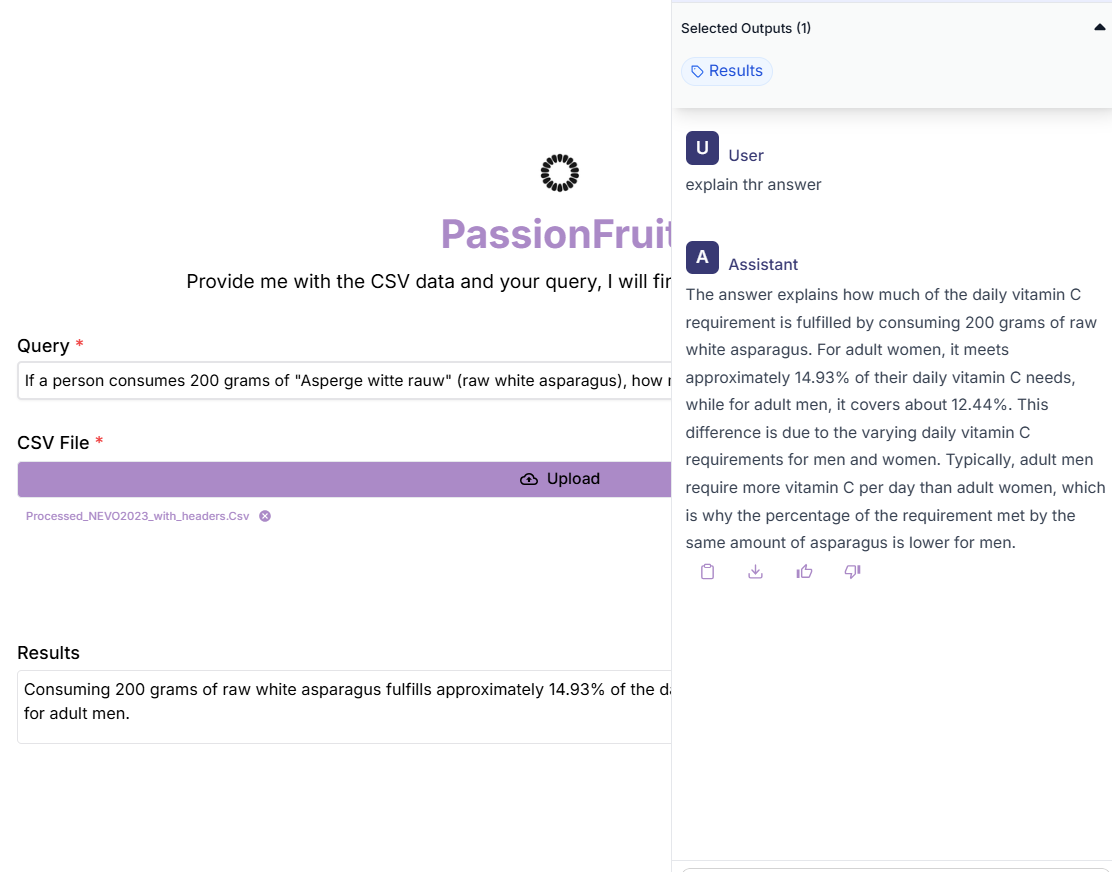 PassionFruit
Provide me with the CSV data and your query, I will
Query *
If a person consumes 200 grams of "Asperge witte rauw" (raw white asparagus), how
CSV File *
Upload
Processed_NEVO2023_with_headers.Csv
Results
Consuming 200 grams of raw white asparagus fulfills approximately 14.93% of the
for adult men.
Selected Outputs (1)
Results
U User
explain thr answer
A Assistant
The answer explains how much of the daily vitamin C
requirement is fulfilled by consuming 200 grams of raw
white asparagus. For adult women, it meets
approximately 14.93% of their daily vitamin C needs,
while for adult men, it covers about 12.44%. This
difference is due to the varying daily vitamin C
requirements for men and women. Typically, adult men
require more vitamin C per day than adult women, which
is why the percentage of the requirement met by the
same amount of asparagus is lower for men.